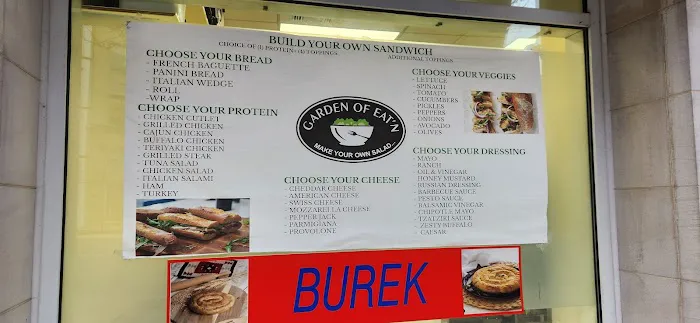 BUILD YOUR OWN SANDWICH
CHOICE OF (1) PROTEIN+(4) TOPPINGS
ADDITIONAL TOPPINGS
CHOOSE YOUR BREAD
- FRENCH BAGUETTE
- PANINI BREAD
- ITALIAN WEDGE
- ROLL
- WRAP
CHOOSE YOUR PROTEIN
- CHICKEN CUTLET
- GRILLED CHICKEN
- CAJUN CHICKEN
- BUFFALO CHICKEN
- TERIYAKI CHICKEN
- GRILLED STEAK
- TUNA SALAD
- CHICKEN SALAD
- ITALIAN SALAMI
- HAM
- TURKEY
GARDEN OF EAT'N
MAKE YOUR OWN SALAD...
CHOOSE YOUR CHEESE
- CHEDDAR CHEESE
- AMERICAN CHEESE
- SWISS CHEESE
- MOZZARELLA CHEESE
- PEPPER JACK
- PARMIGIANA
- PROVOLONE
CHOOSE YOUR VEGGIES
- LETTUCE
- SPINACH
- TOMATO
- CUCUMBERS
- PICKLES
- PEPPERS
- ONIONS
- AVOCADO
- OLIVES
CHOOSE YOUR DRESSING
- MAYO
- RANCH
- OIL & VINEGAR
- HONEY MUSTARD
- RUSSIAN DRESSING
- BARBECUE SAUCE
- PESTO SAUCE
- BALSAMIC VINEGAR
- CHIPOTLE MAYO
- TZATZIRI SAUCE
- ZESTY BUFFALO
- CAESAR
BUREK